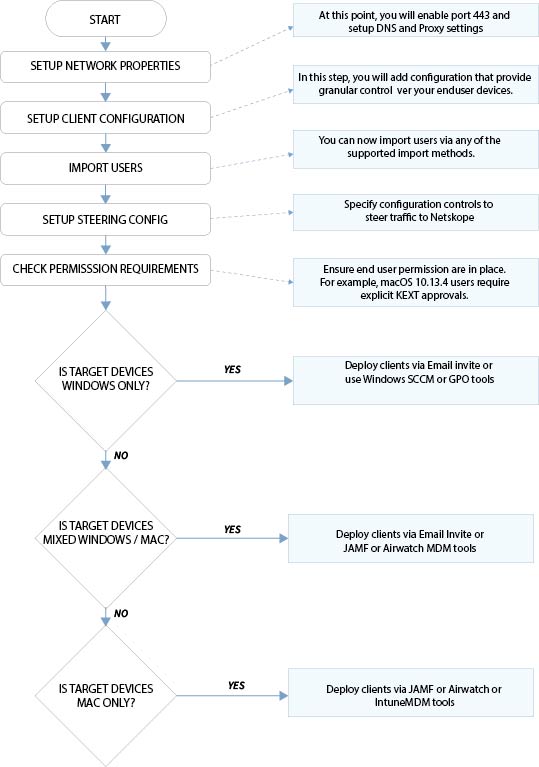 START
At this point, you will enable port 443 and
setup DNS and Proxy settings
SETUP NETWORK PROPERTIES
In this step, you will add configuration that provide
granular control ver your enduser devices.
SETUP CLIENT CONFIGURATION
You can now import users via any of the
supported import methods.
IMPORT USERS
Specify configuration controls to
steer traffic to Netskope
SETUP STEERING CONFIG
CHECK PERMISSSION REQUIREMENTS
Ensure end user permission are in place.
For example, macOS 10.13.4 users require
explicit KEXT approvals.
IS TARGET DEVICES
WINDOWS ONLY?
YES
Deploy clients via Email invite or
use Windows SCCM or GPO tools
NO
IS TARGET DEVICES
MIXED WINDOWS / MAC?
YES
Deploy clients via Email Invite or
JAMF or Airwatch MDM tools
NO
IS TARGET DEVICES
MAC ONLY?
YES
Deploy clients via JAMF or Airwatch or
IntuneMDM tools